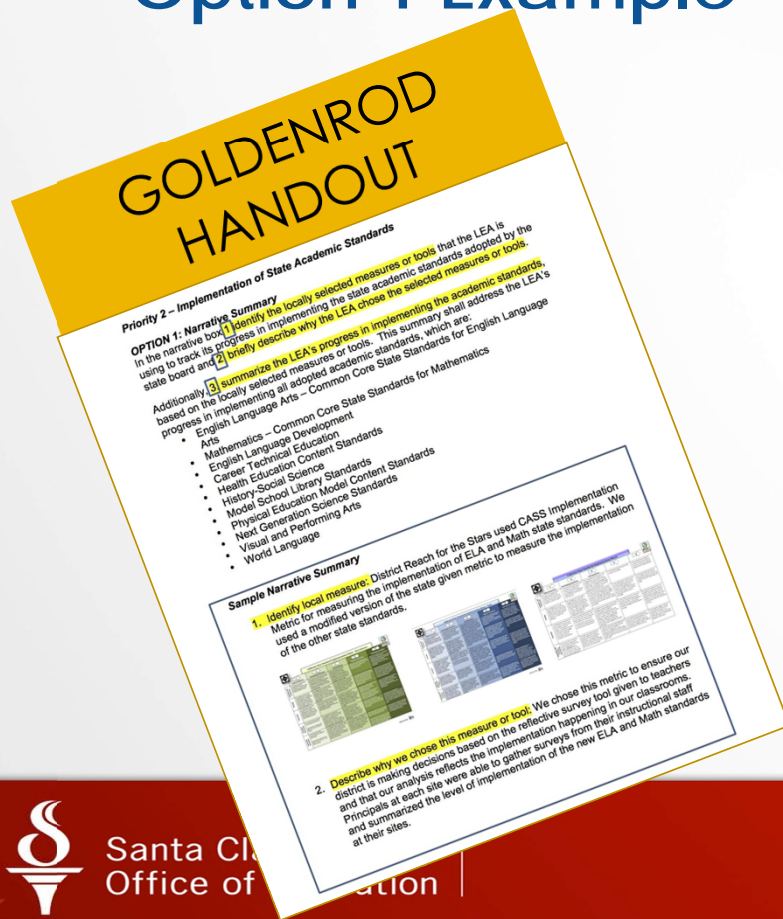 Option 1 Example
GOLDENROD
HANDOUT
Priority 2 – Implementation of State Academic Standards
OPTION 1: Narrative Summary
In the narrative box 1 identify the locally selected measures or tools that the LEA is
using to track its progress in implementing the state academic standards adopted by the
state board and 2 briefly describe why the LEA chose the selected measures or tools.
Additionally, 3 summarize the LEA's progress in implementing the academic standards,
based on the locally selected measures or tools. This summary shall address the LEA's
progress in implementing all adopted academic standards, which are:
• English Language Arts – Common Core State Standards for English Language
Arts
• Mathematics – Common Core State Standards for Mathematics
• English Language Development
• Career Technical Education
• Health Education Content Standards
• History-Social Science
• Model School Library Standards
• Physical Education Model Content Standards
• Next Generation Science Standards
• Visual and Performing Arts
• World Language
Sample Narrative Summary
1. Identify local measure: District Reach for the Stars used CASS Implementation
Metric for measuring the implementation of ELA and Math state standards. We
used a modified version of the state given metric to measure the implementation
of the other state standards.
2. Describe why we chose this measure or tool: We chose this metric to ensure our
district is making decisions based on the reflective survey tool given to teachers
and that our analysis reflects the implementation happening in our classrooms.
Principals at each site were able to gather surveys from their instructional staff
and summarized the level of implementation of the new ELA and Math standards
at their sites.
Santa Cl
Office of ation